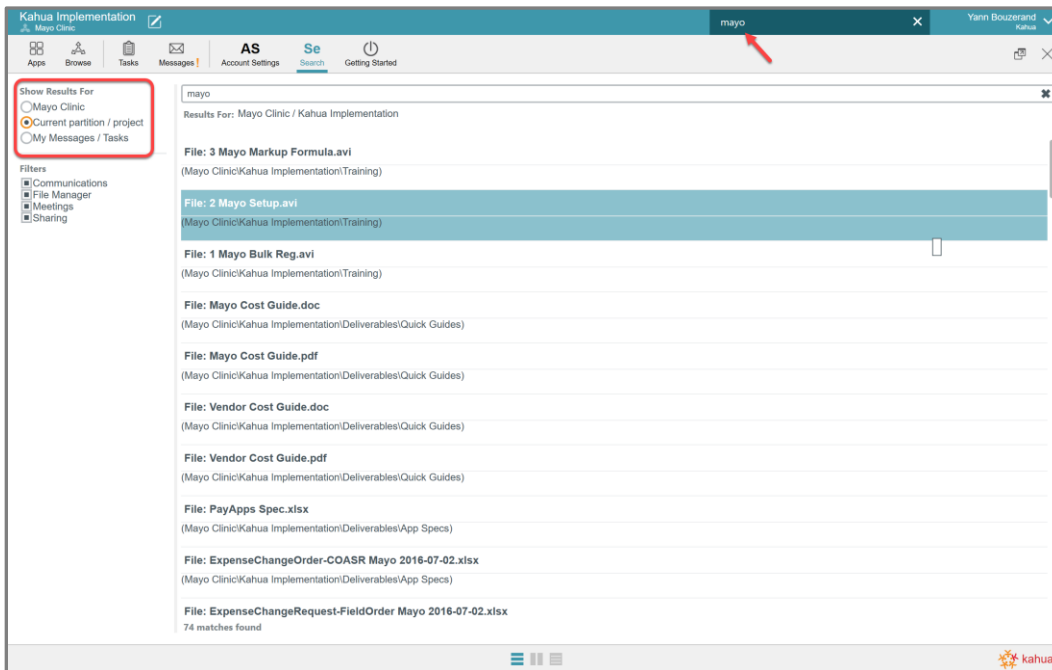 Kahua Implementation
Mayo Clinic
mayo
Yann Bouzerand
Kahua
Apps
Browse
Tasks
Messages !
AS
Account Settings
Se
Search
Getting Started
Show Results For
Mayo Clinic
Current partition / project
My Messages / Tasks
Filters
Communications
File Manager
Meetings
Sharing
mayo
Results For: Mayo Clinic / Kahua Implementation
File: 3 Mayo Markup Formula.avi
(Mayo Clinic\Kahua Implementation\Training)
File: 2 Mayo Setup.avi
(Mayo Clinic\Kahua Implementation\Training)
File: 1 Mayo Bulk Reg.avi
(Mayo Clinic\Kahua Implementation\Training)
File: Mayo Cost Guide.doc
(Mayo Clinic\Kahua Implementation\Deliverables\Quick Guides)
File: Mayo Cost Guide.pdf
(Mayo Clinic\Kahua Implementation\Deliverables\Quick Guides)
File: Vendor Cost Guide.doc
(Mayo Clinic\Kahua Implementation\Deliverables\Quick Guides)
File: Vendor Cost Guide.pdf
(Mayo Clinic\Kahua Implementation\Deliverables\Quick Guides)
File: PayApps Spec.xlsx
(Mayo Clinic\Kahua Implementation\Deliverables\App Specs)
File: ExpenseChangeOrder-COASR Mayo 2016-07-02.xlsx
(Mayo Clinic\Kahua Implementation\Deliverables\App Specs)
File: ExpenseChangeRequest-FieldOrder Mayo 2016-07-02.xlsx
74 matches found
kahua